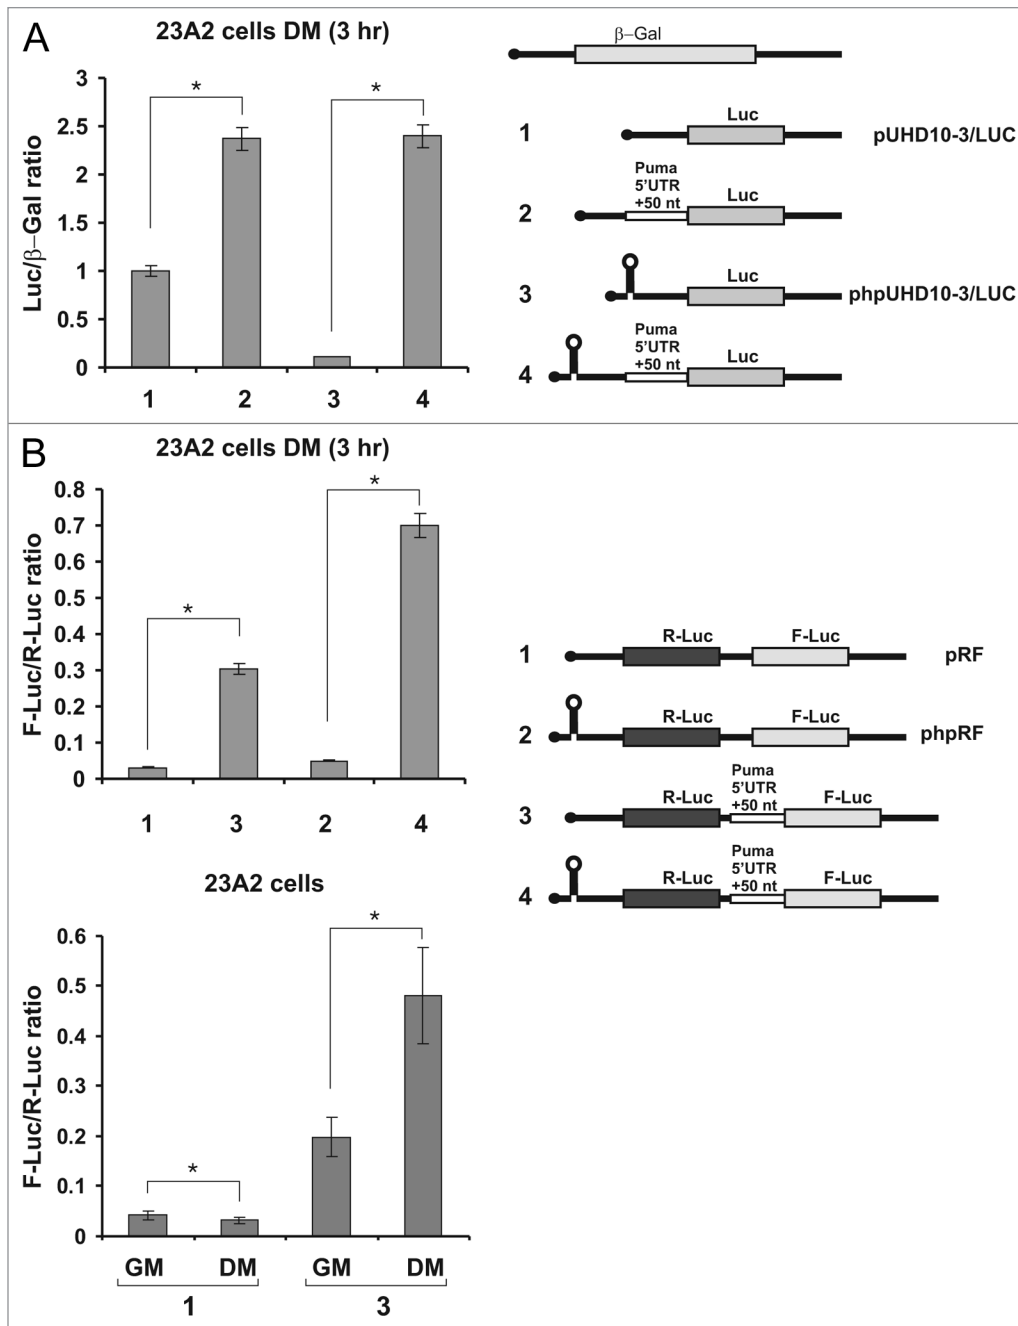 A
23A2 cells DM (3 hr)
Luc/β–Gal ratio
3
2.5
2
1.5
1
0.5
0
*
*
1 2 3 4
β–Gal
1
Luc
pUHD10-3/LUC
2
Puma
5’UTR
+50 nt
Luc
3
Luc
phpUHD10-3/LUC
4
Puma
5’UTR
+50 nt
Luc
B
23A2 cells DM (3 hr)
F-Luc/R-Luc ratio
0.8
0.7
0.6
0.5
0.4
0.3
0.2
0.1
0
*
*
1 3 2 4
1
R-Luc F-Luc
pRF
2
R-Luc F-Luc
phpRF
3
R-Luc
Puma
5’UTR
+50 nt
F-Luc
4
R-Luc
Puma
5’UTR
+50 nt
F-Luc
23A2 cells
F-Luc/R-Luc ratio
0.6
0.5
0.4
0.3
0.2
0.1
0
*
*
GM DM GM DM
1 3